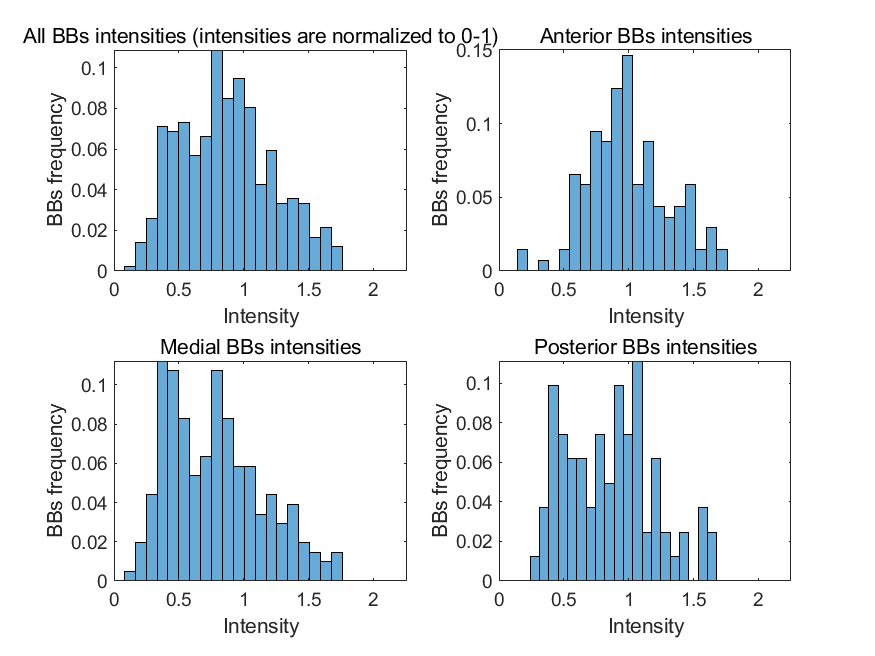 All BBs intensities (intensities are normalized to 0-1)
BBs frequency
0.1
0.08
0.06
0.04
0.02
0
0 0.5 1 1.5 2
Intensity
Anterior BBs intensities
BBs frequency
0.15
0.1
0.05
0
0 0.5 1 1.5 2
Intensity
Medial BBs intensities
BBs frequency
0.1
0.08
0.06
0.04
0.02
0
0 0.5 1 1.5 2
Intensity
Posterior BBs intensities
BBs frequency
0.1
0.08
0.06
0.04
0.02
0
0 0.5 1 1.5 2
Intensity